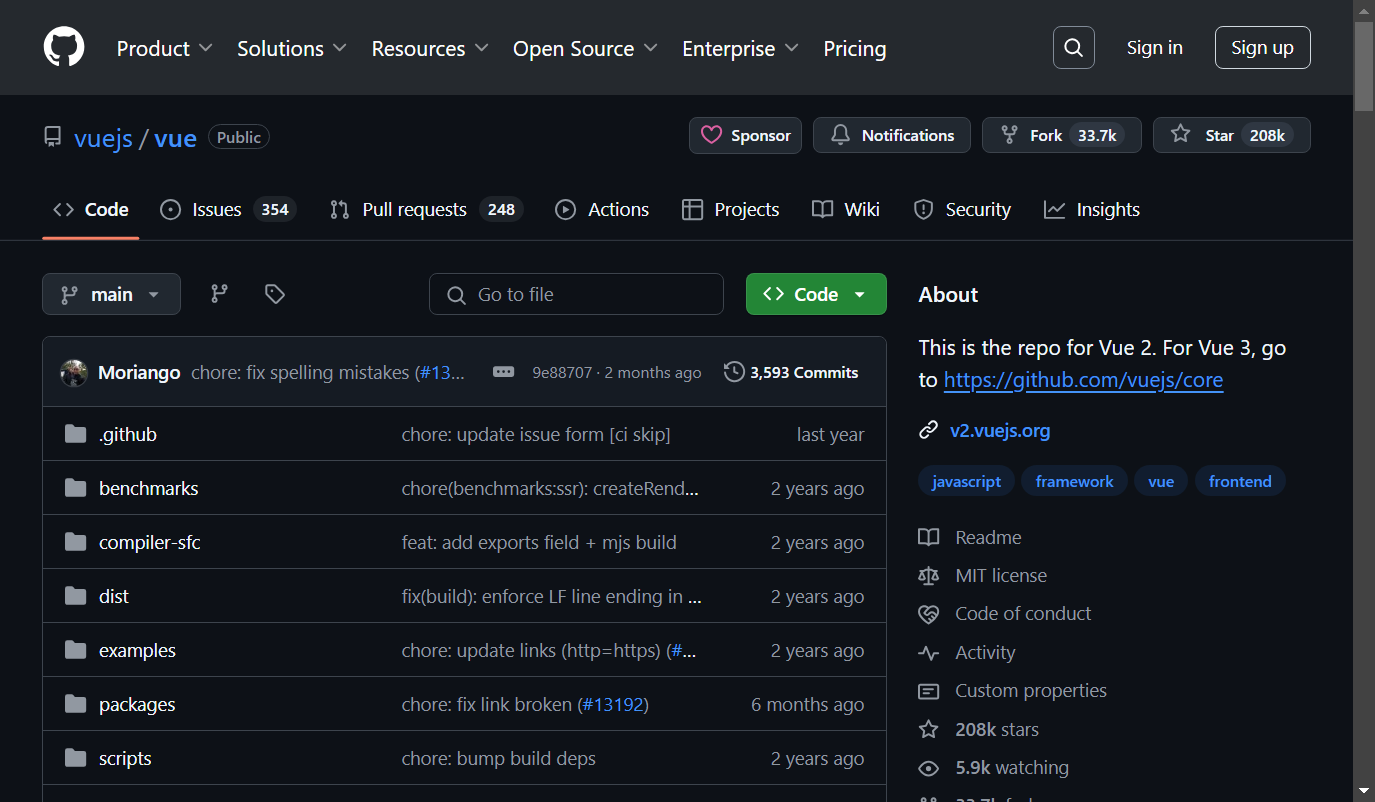 Product Solutions Resources Open Source Enterprise Pricing Sign in Sign up
vuejs / vue Public Sponsor Notifications Fork 33.7k Star 208k
Code Issues 354 Pull requests 248 Actions Projects Wiki Security Insights
main Go to file Code
Moriango chore: fix spelling mistakes (#13... 9e88707 · 2 months ago 3,593 Commits
.github chore: update issue form [ci skip] last year
benchmarks chore(benchmarks:ssr): createRend... 2 years ago
compiler-sfc feat: add exports field + mjs build 2 years ago
dist fix(build): enforce LF line ending in ... 2 years ago
examples chore: update links (http=https) (#... 2 years ago
packages chore: fix link broken (#13192) 6 months ago
scripts chore: bump build deps 2 years ago
About
This is the repo for Vue 2. For Vue 3, go
to https://github.com/vuejs/core
v2.vuejs.org
javascript framework vue frontend
Readme
MIT license
Code of conduct
Activity
Custom properties
208k stars
5.9k watching